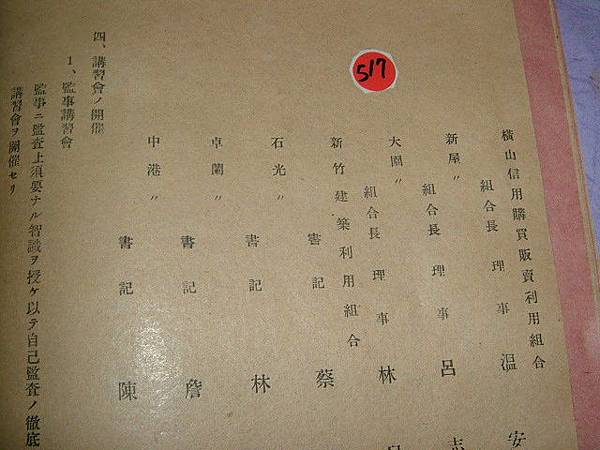 517
橫山信用購買販賣利用組合
組合長理事 温 安
新屋〃
組合長理事 呂 志
大園〃
組合長理事 林
新竹建築利用組合
書記 蔡
石光〃 書記 林
卓蘭〃 書記 詹
中港〃 書記 陳
四、講習會ノ開催
1、監事講習會
監事ニ監査上須要ナル智識ヲ授ケ以テ自己監査ノ徹底
講習會ヲ開催セリ